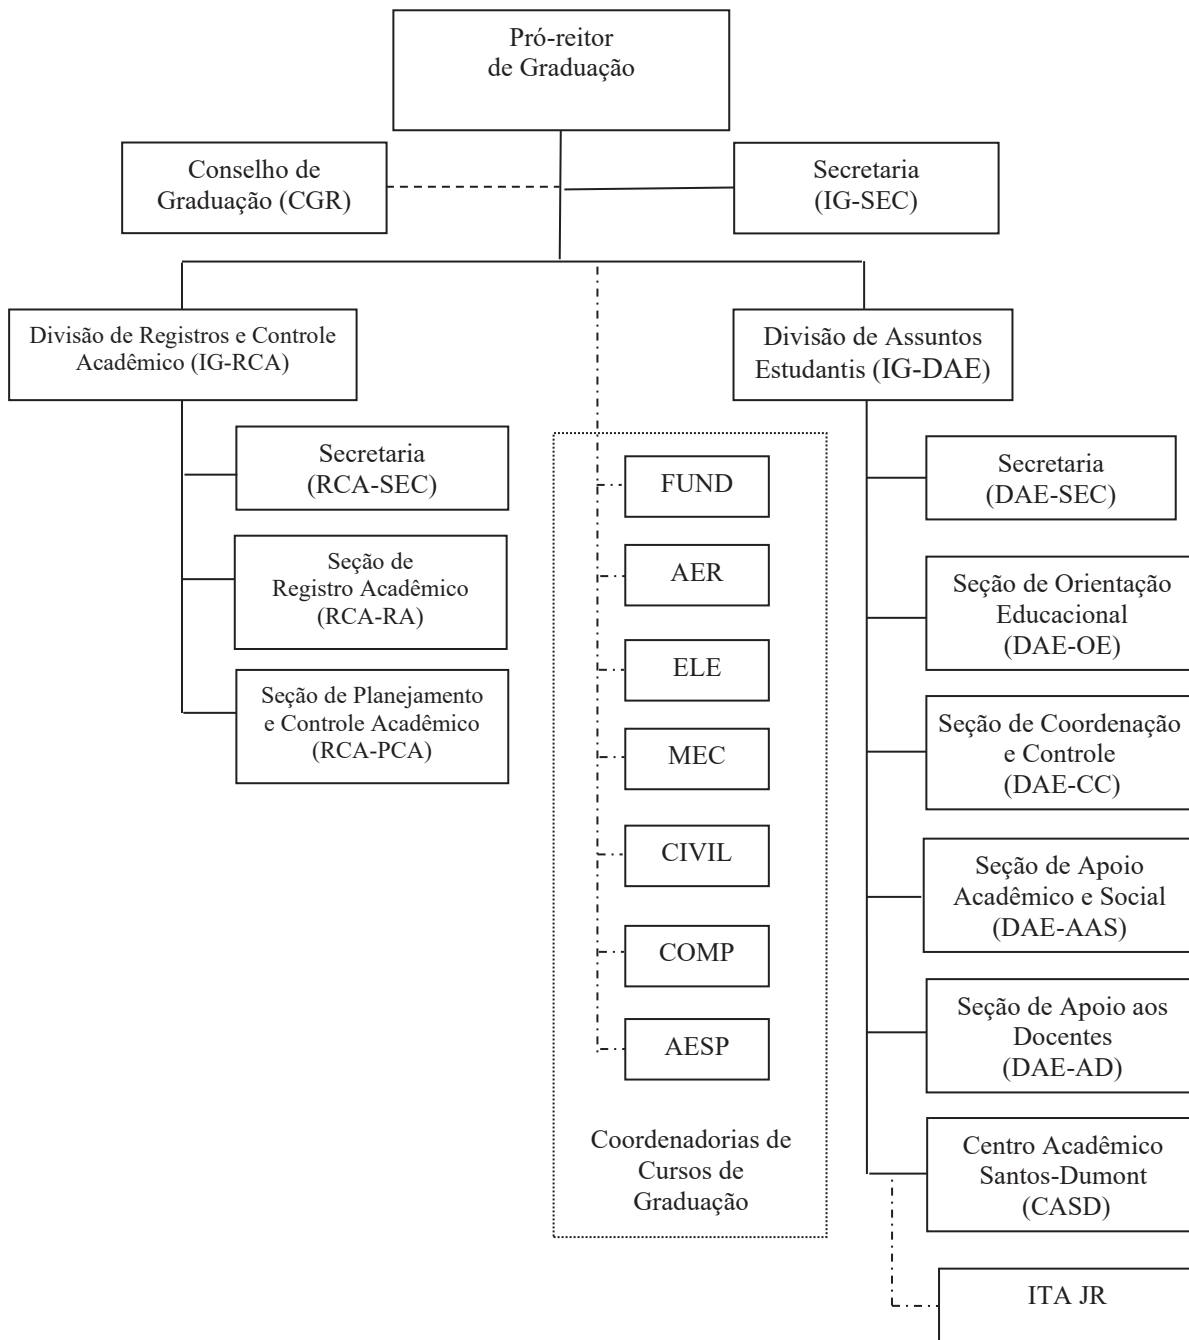 Pró-reitor
de Graduação
Conselho de
Graduação (CGR)
Secretaria
(IG-SEC)
Divisão de Registros e Controle
Acadêmico (IG-RCA)
Divisão de Assuntos
Estudantis (IG-DAE)
Secretaria
(RCA-SEC)
Seção de
Registro Acadêmico
(RCA-RA)
Seção de Planejamento
e Controle Acadêmico
(RCA-PCA)
FUND
AER
ELE
MEC
CIVIL
COMP
AESP
Coordenadorias de
Cursos de
Graduação
Secretaria
(DAE-SEC)
Seção de Orientação
Educacional
(DAE-OE)
Seção de Coordenação
e Controle
(DAE-CC)
Seção de Apoio
Acadêmico e Social
(DAE-AAS)
Seção de Apoio aos
Docentes
(DAE-AD)
Centro Acadêmico
Santos-Dumont
(CASD)
ITA JR